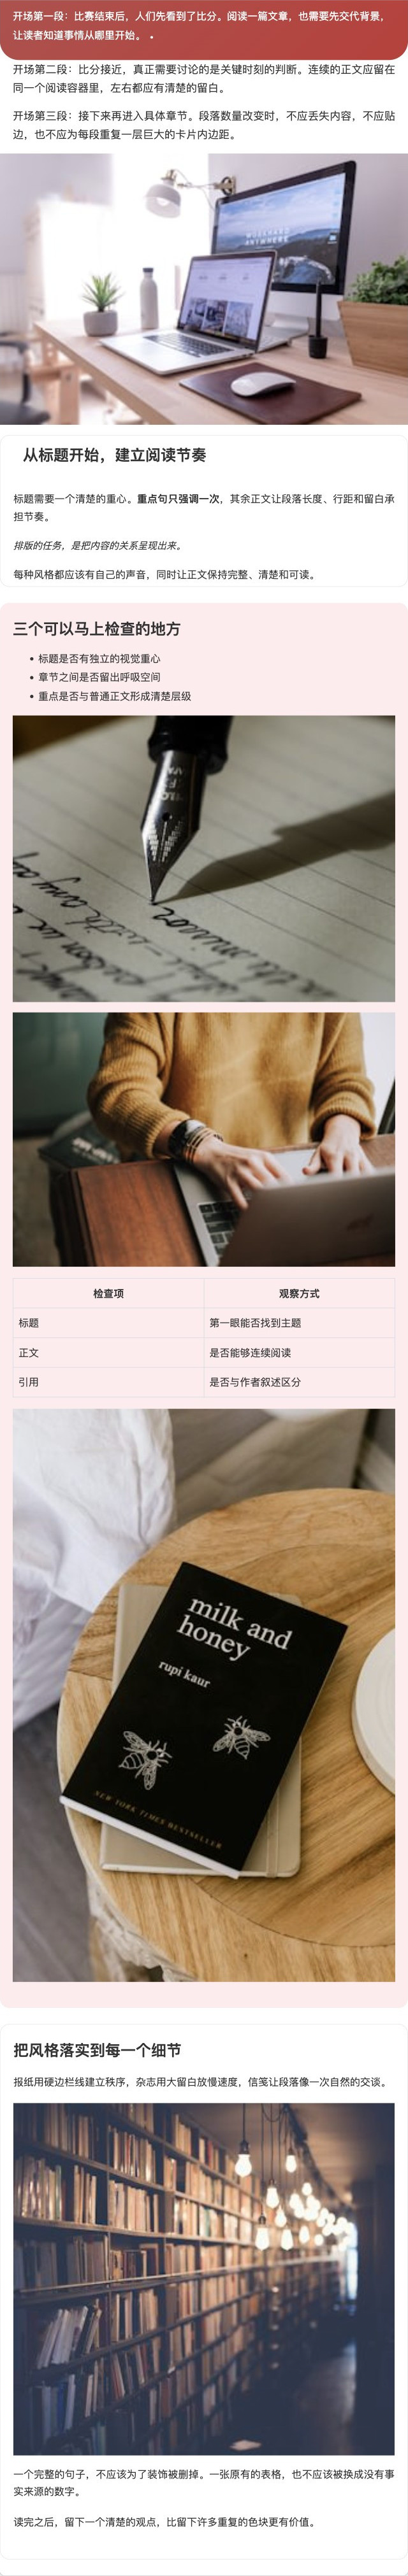 开场第一段：比赛结束后，人们先看到了比分。阅读一篇文章，也需要先交代背景，
让读者知道事情从哪里开始。
开场第二段：比分接近，真正需要讨论的是关键时刻的判断。连续的正文应留在
同一个阅读容器里，左右都应有清楚的留白。
开场第三段：接下来再进入具体章节。段落数量改变时，不应丢失内容，不应贴
边，也不应为每段重复一层巨大的卡片内边距。
从标题开始，建立阅读节奏
标题需要一个清楚的重心。重点句只强调一次，其余正文让段落长度、行距和留白承
担节奏。
排版的任务，是把内容的关系呈现出来。
每种风格都应该有自己的声音，同时让正文保持完整、清楚和可读。
三个可以马上检查的地方
• 标题是否有独立的视觉重心
• 章节之间是否留出呼吸空间
• 重点是否与普通正文形成清楚层级
检查项 观察方式
标题 第一眼能否找到主题
正文 是否能够连续阅读
引用 是否与作者叙述区分
milk and
honey
rupi kaur
NEW YORK TIMES BESTSELLER
把风格落实到每一个细节
报纸用硬边栏线建立秩序，杂志用大留白放慢速度，信笺让段落像一次自然的交谈。
一个完整的句子，不应该为了装饰被删掉。一张原有的表格，也不应该被换成没有事
实来源的数字。
读完之后，留下一个清楚的观点，比留下许多重复的色块更有价值。